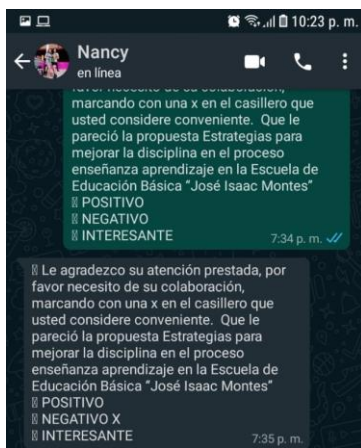 10:23 p. m.
Nancy
en línea
favor necesito de su colaboración,
marcando con una x en el casillero que
usted considere conveniente. Que le
pareció la propuesta Estrategias para
mejorar la disciplina en el proceso
enseñanza aprendizaje en la Escuela de
Educación Básica “José Isaac Montes”
POSITIVO
NEGATIVO
INTERESANTE
7:34 p. m.
Le agradezco su atención prestada, por
favor necesito de su colaboración,
marcando con una x en el casillero que
usted considere conveniente. Que le
pareció la propuesta Estrategias para
mejorar la disciplina en el proceso
enseñanza aprendizaje en la Escuela de
Educación Básica “José Isaac Montes”
POSITIVO
NEGATIVO X
INTERESANTE
7:35 p. m.